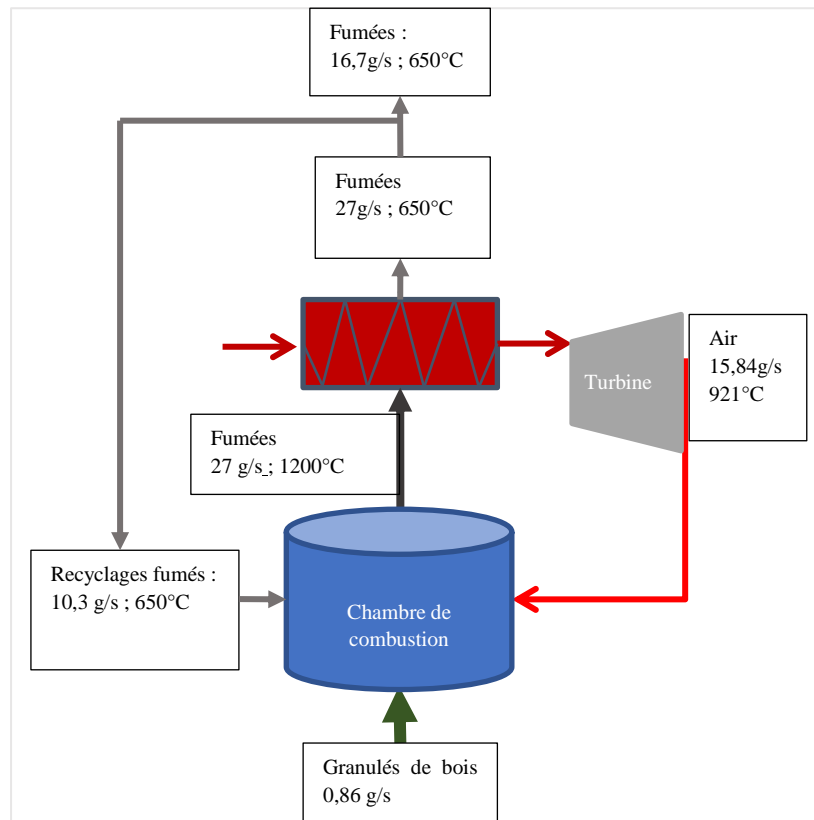 Fumées :
16,7g/s ; 650°C
Fumées
27g/s ; 650°C
Turbine
Air
15,84g/s
921°C
Fumées
27 g/s ; 1200°C
Recyclages fumés :
10,3 g/s ; 650°C
Chambre de
combustion
Granulés de bois
0,86 g/s